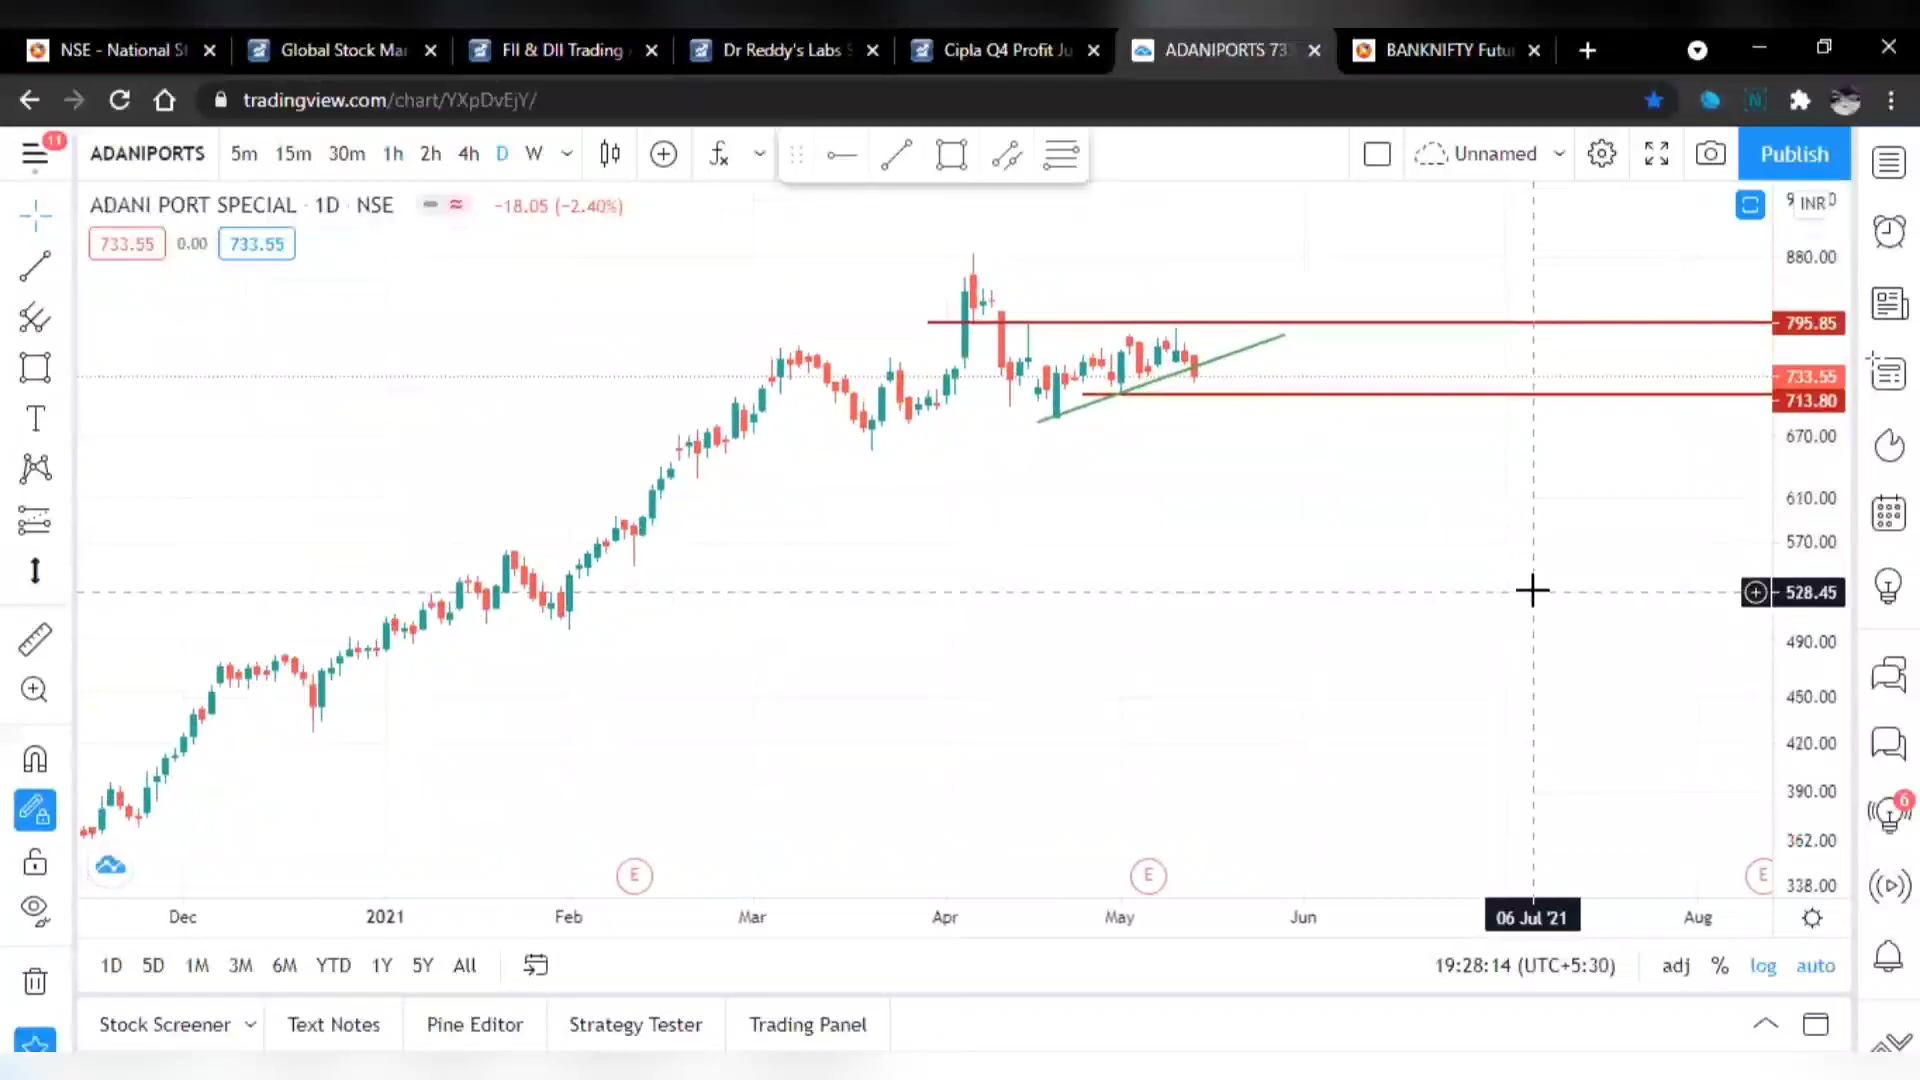 NSE - National St
Global Stock Mar
FII & DII Trading A
Dr Reddy's Labs S
Cipla Q4 Profit Ju
ADANIPORTS 73
BANKNIFTY Futu
tradingview.com/chart/YXpDvEjY/
11
ADANIPORTS
5m 15m 30m 1h 2h 4h D W
Unnamed
Publish
ADANI PORT SPECIAL · 1D · NSE
−18.05 (−2.40%)
INR
733.55 0.00 733.55
880.00
795.85
733.55
713.80
670.00
610.00
570.00
528.45
490.00
450.00
420.00
390.00
362.00
338.00
6
T
E E E
Dec 2021 Feb Mar Apr May Jun 06 Jul '21 Aug
1D 5D 1M 3M 6M YTD 1Y 5Y All
19:28:14 (UTC+5:30) adj % log auto
Stock Screener Text Notes Pine Editor Strategy Tester Trading Panel